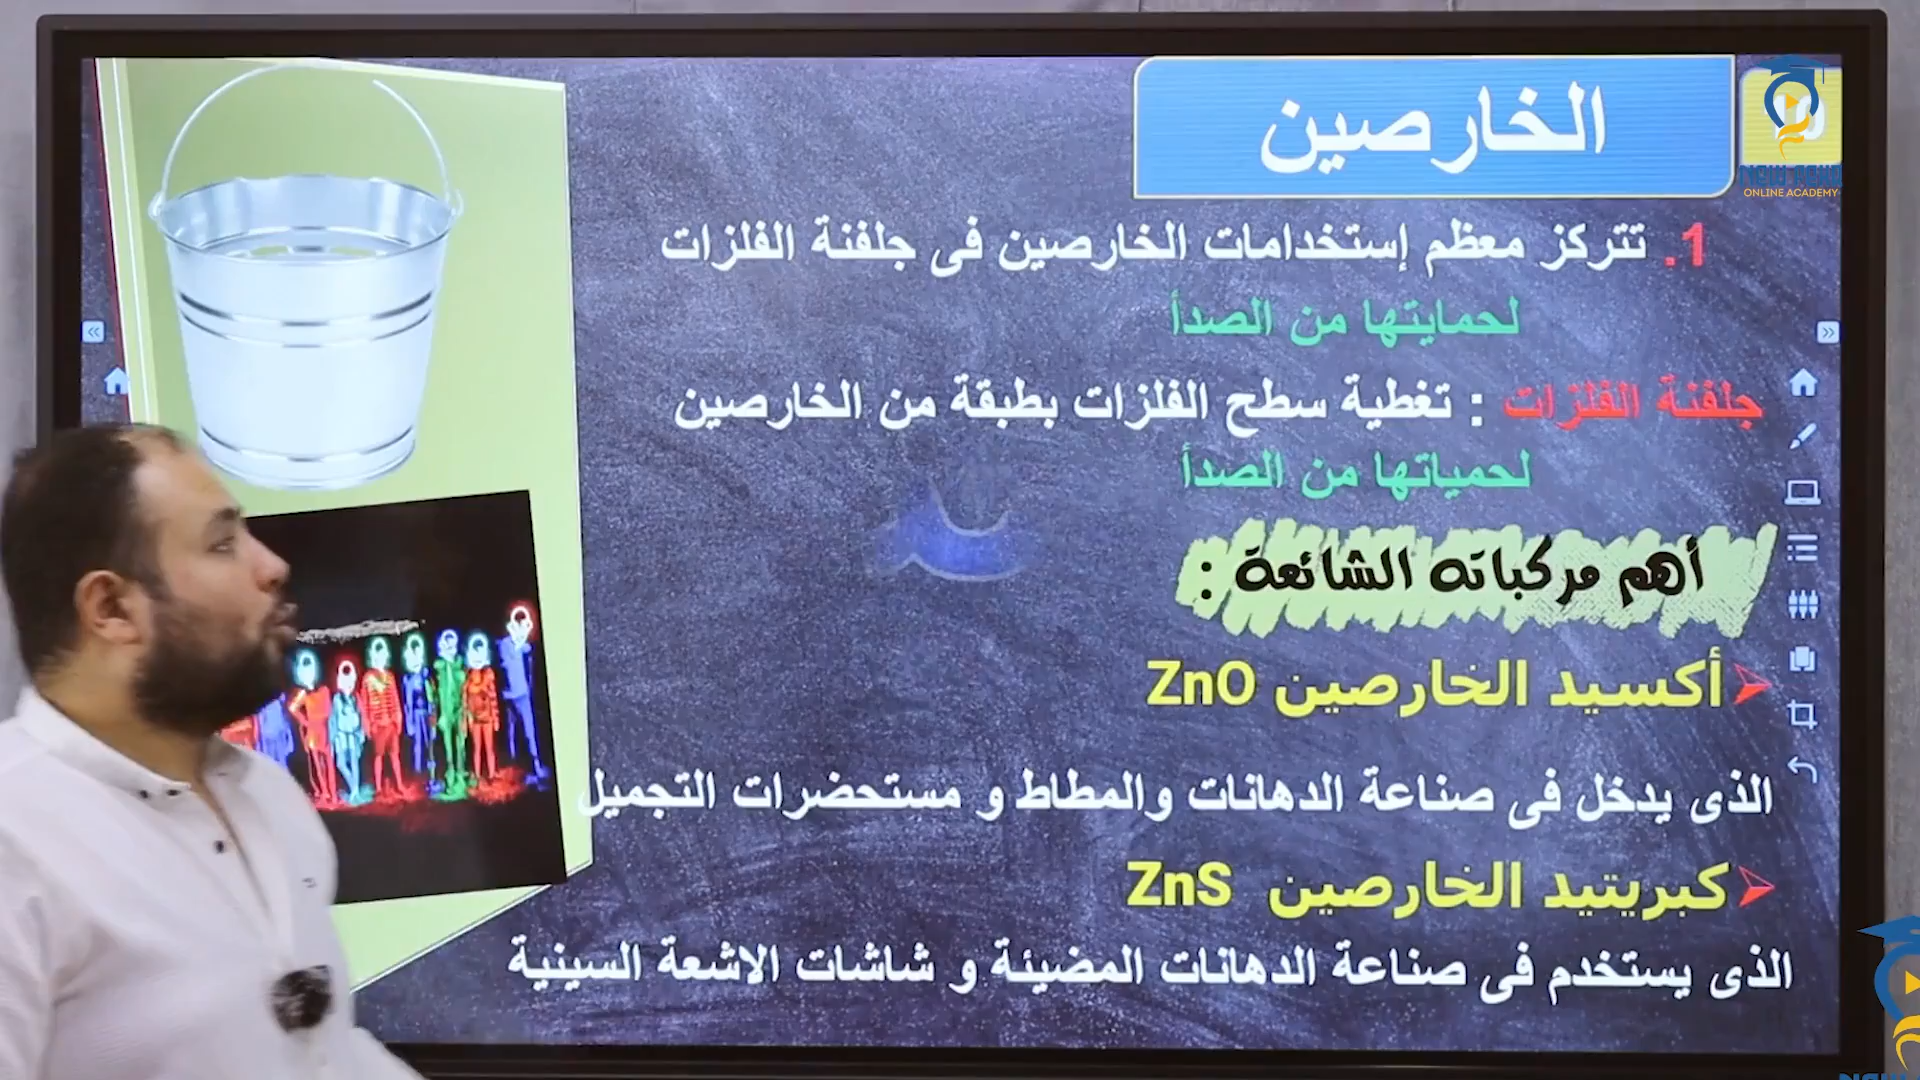 الخارصين
10
ONLINE ACADEMY
1. تتركز معظم إستخدامات الخارصين فى جلفنة الفلزات
لحمايتها من الصدأ
جلفنة الفلزات : تغطية سطح الفلزات بطبقة من الخارصين
لحمياتها من الصدأ
أهم مركباته الشائعة :
أكسيد الخارصين ZnO
الذى يدخل فى صناعة الدهانات والمطاط و مستحضرات التجميل
كبريتيد الخارصين ZnS
الذى يستخدم فى صناعة الدهانات المضيئة و شاشات الاشعة السينية